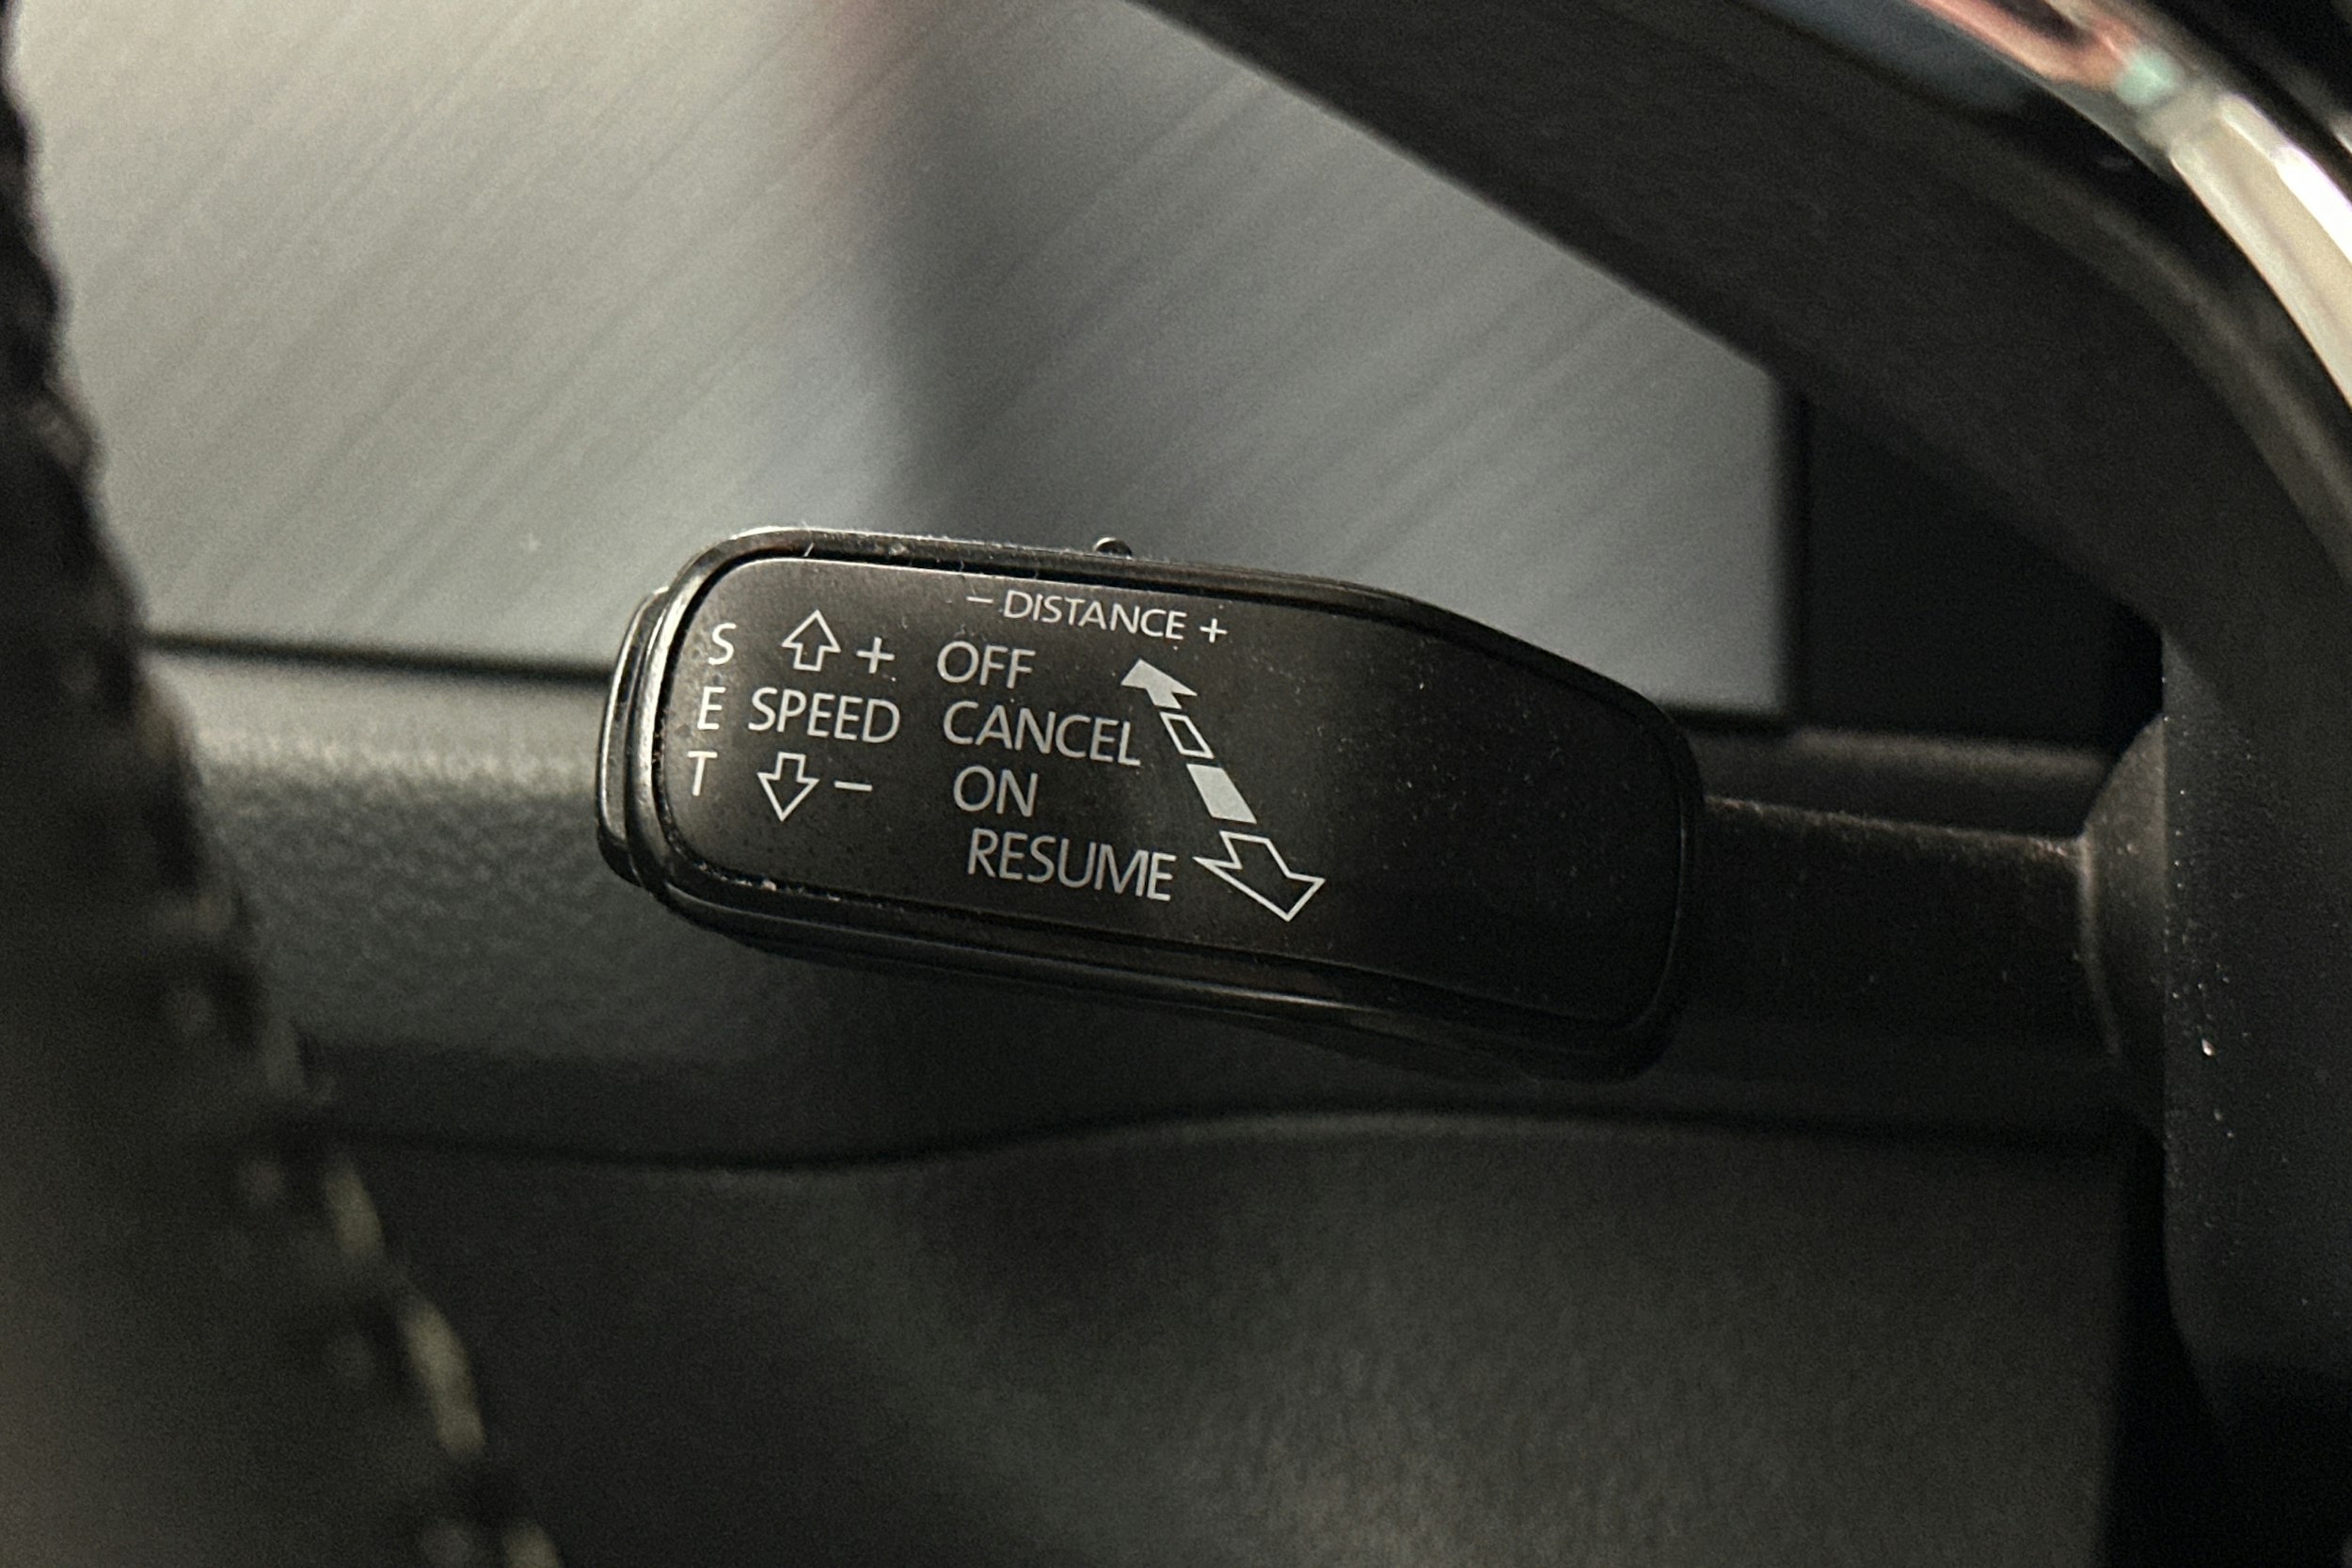 − DISTANCE +
S
E
T
+
SPEED
−
OFF
CANCEL
ON
RESUME